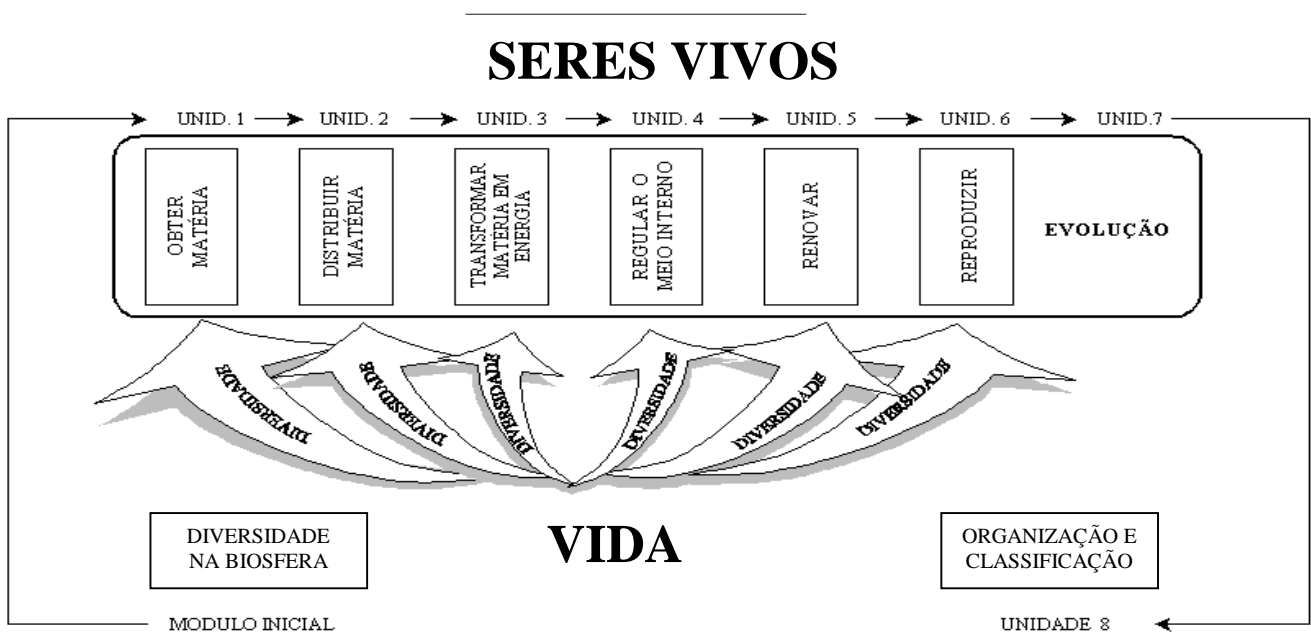 SERES VIVOS
UNID. 1
UNID. 2
UNID. 3
UNID. 4
UNID. 5
UNID. 6
UNID.7
OBTER
MATÉRIA
DISTRIBUIR
MATÉRIA
TRANSFORMAR
MATÉRIA EM
ENERGIA
REGULAR O
MEIO INTERNO
RENOVAR
REPRODUZIR
EVOLUÇÃO
DIVERSIDADE
DIVERSIDADE
DIVERSIDADE
DIVERSIDADE
DIVERSIDADE
DIVERSIDADE
DIVERSIDADE
NA BIOSFERA
VIDA
ORGANIZAÇÃO E
CLASSIFICAÇÃO
MODULO INICIAL
UNIDADE 8